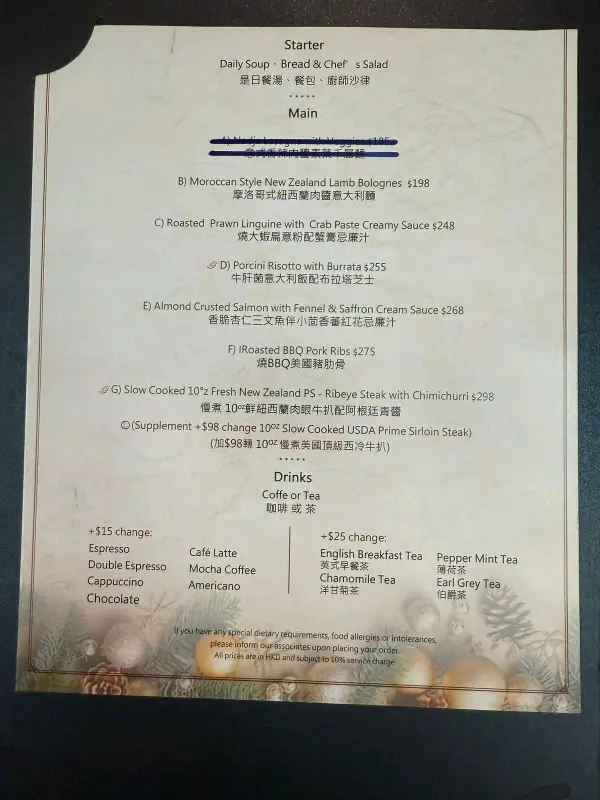 Starter
Daily Soup、Bread & Chef’s Salad
是日餐湯、餐包、廚師沙律
Main
B) Moroccan Style New Zealand Lamb Bolognes $198
摩洛哥式紐西蘭肉醬意大利麵
C) Roasted Prawn Linguine with Crab Paste Creamy Sauce $248
燒大蝦扁意粉配蟹膏忌廉汁
D) Porcini Risotto with Burrata $255
牛肝菌意大利飯配布拉塔芝士
E) Almond Crusted Salmon with Fennel & Saffron Cream Sauce $268
香脆杏仁三文魚伴小茴香蕃紅花忌廉汁
F) IRoasted BBQ Pork Ribs $275
燒BBQ美國豬肋骨
G) Slow Cooked 10°z Fresh New Zealand PS - Ribeye Steak with Chimichurri $298
慢煮 10oz鮮紐西蘭肉眼牛扒配阿根廷青醬
(Supplement +$98 change 10oz Slow Cooked USDA Prime Sirloin Steak)
(加$98轉 10oz 慢煮美國頂級西冷牛扒)
Drinks
Coffe or Tea
咖啡 或 茶
+$15 change:
Espresso
Double Espresso
Cappuccino
Chocolate
Café Latte
Mocha Coffee
Americano
+$25 change:
English Breakfast Tea
英式早餐茶
Chamomile Tea
洋甘菊茶
Pepper Mint Tea
薄荷茶
Earl Grey Tea
伯爵茶
If you have any special dietary requirements, food allergies or intolerances,
please inform our associates upon placing your order.
All prices are in HKD and subject to 10% service charge